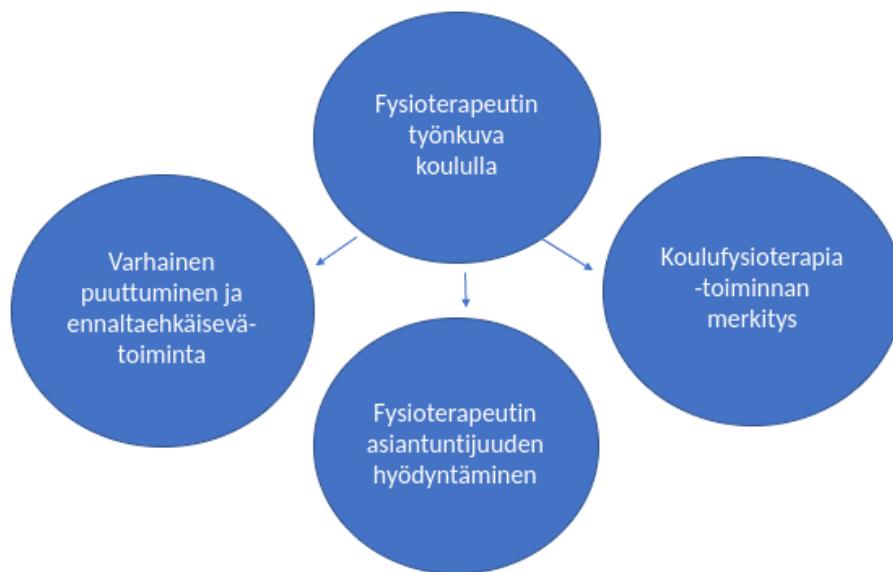 Fysioterapeutin
työnkuva
koululla
Varhainen
puuttuminen ja
ennaltaehkäisevä-
toiminta
Koulufysioterapia
-toiminnan
merkitys
Fysioterapeutin
asiantuntijuuden
hyödyntäminen